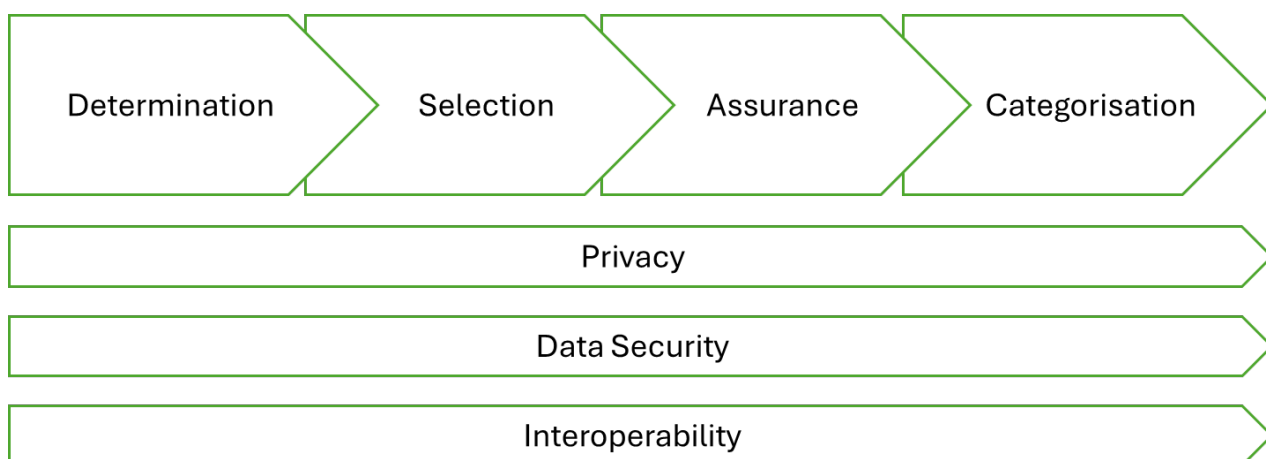 Determination
Selection
Assurance
Categorisation
Privacy
Data Security
Interoperability